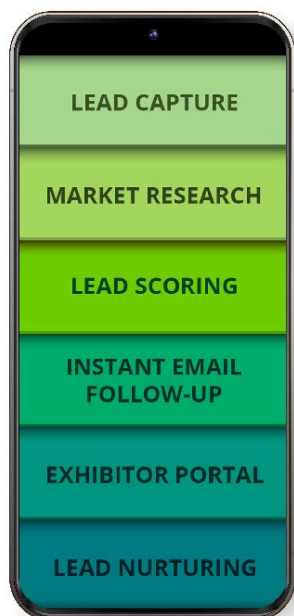 LEAD CAPTURE
MARKET RESEARCH
LEAD SCORING
INSTANT EMAIL
FOLLOW-UP
EXHIBITOR PORTAL
LEAD NURTURING